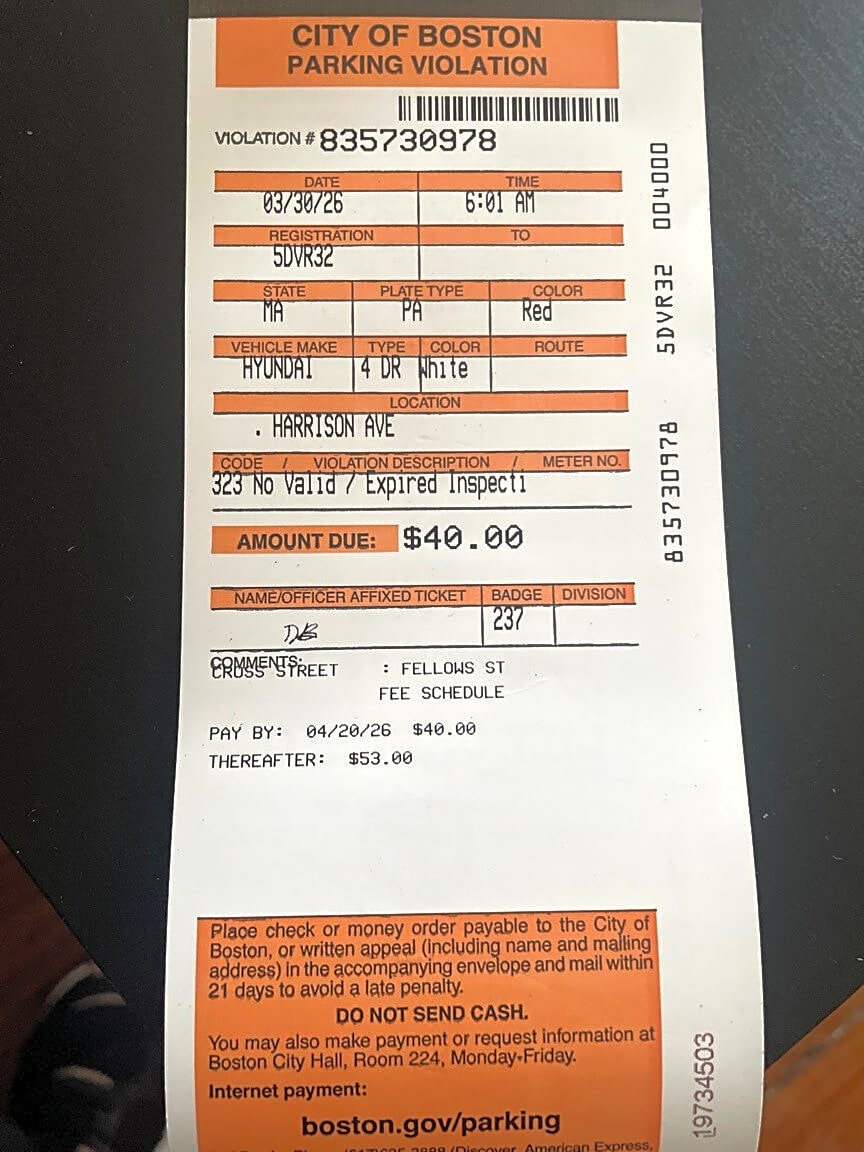 CITY OF BOSTON
PARKING VIOLATION
VIOLATION # 835730978
DATE TIME
03/30/26 6:01 AM
REGISTRATION TO
5DVR32
STATE PLATE TYPE COLOR
MA PA Red
VEHICLE MAKE TYPE COLOR ROUTE
HYUNDAI 4 DR White
LOCATION
. HARRISON AVE
CODE / VIOLATION DESCRIPTION / METER NO.
323 No Valid / Expired Inspecti
AMOUNT DUE: $40.00
NAME/OFFICER AFFIXED TICKET BADGE DIVISION
DB 237
COMMENTS:
CROSS STREET : FELLOWS ST
FEE SCHEDULE
PAY BY: 04/20/26 $40.00
THEREAFTER: $53.00
Place check or money order payable to the City of
Boston, or written appeal (including name and mailing
address) in the accompanying envelope and mail within
21 days to avoid a late penalty.
DO NOT SEND CASH.
You may also make payment or request information at
Boston City Hall, Room 224, Monday-Friday.
Internet payment:
boston.gov/parking
(Discover, American Express,
835730978 5DVR32 004000
19734503